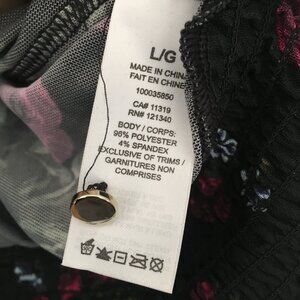 L/G
MADE IN CHINA
FAIT EN CHINE
100035850
CA# 11319
RN# 121340
BODY / CORPS:
96% POLYESTER
4% SPANDEX
EXCLUSIVE OF TRIMS /
GARNITURES NON
COMPRISES